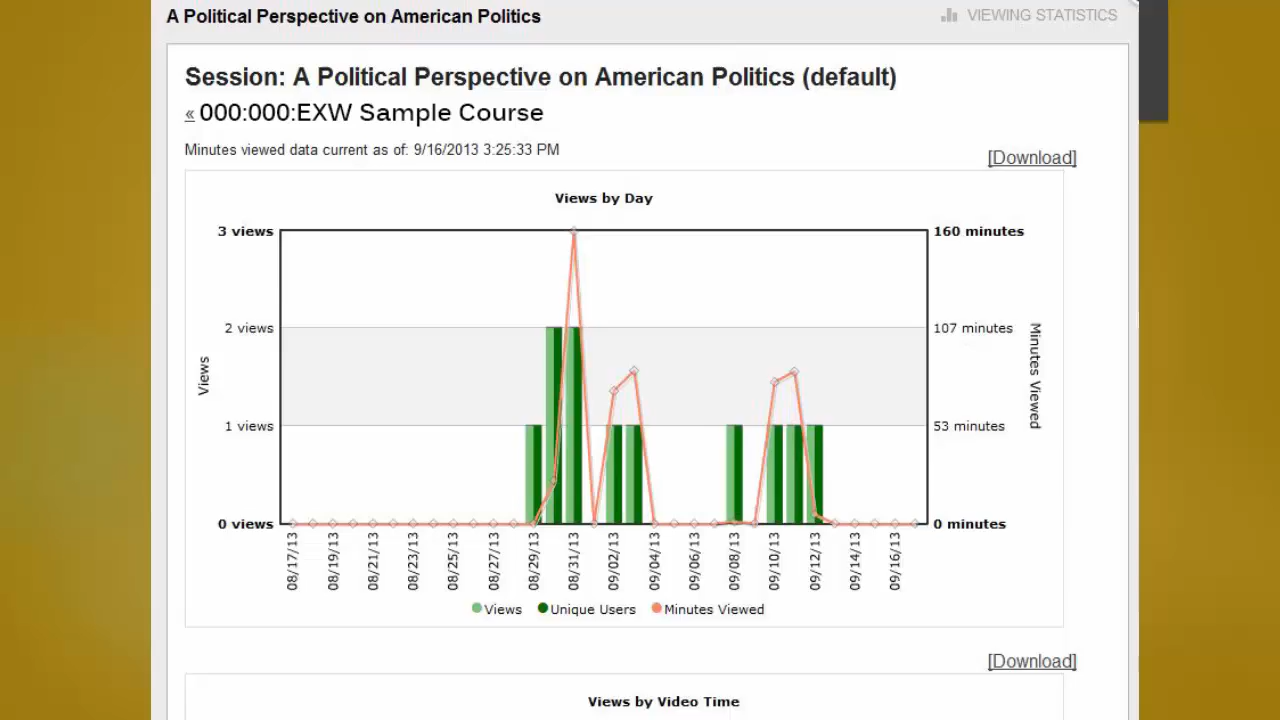 A Political Perspective on American Politics
VIEWING STATISTICS
Session: A Political Perspective on American Politics (default)
« 000:000:EXW Sample Course
Minutes viewed data current as of: 9/16/2013 3:25:33 PM
[Download]
Views by Day
3 views
160 minutes
2 views
107 minutes
Views
Minutes Viewed
1 views
53 minutes
0 views
0 minutes
08/17/13
08/19/13
08/21/13
08/23/13
08/25/13
08/27/13
08/29/13
08/31/13
09/02/13
09/04/13
09/06/13
09/08/13
09/10/13
09/12/13
09/14/13
09/16/13
Views Unique Users Minutes Viewed
[Download]
Views by Video Time